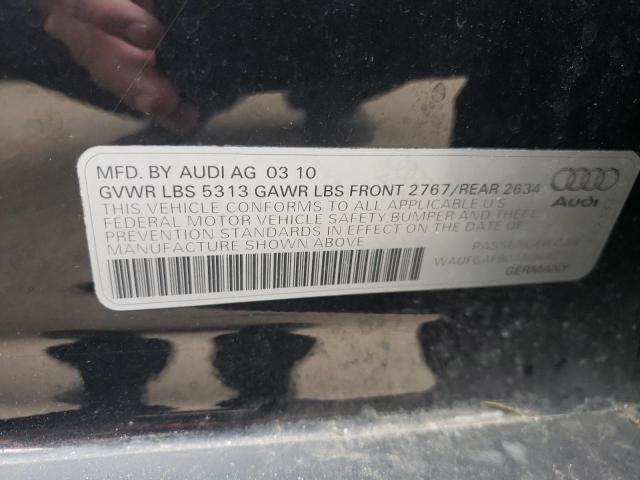 MFD. BY AUDI AG 03 10
GVWR LBS 5313 GAWR LBS FRONT 2767/REAR 2634
THIS VEHICLE CONFORMS TO ALL APPLICABLE U.S
FEDERAL MOTOR VEHICLE SAFETY,BUMPER AND THEFT
PREVENTION STANDARDS IN EFFECT ON THE DATE OF
MANUFACTURE SHOWN ABOVE
Audi
PASSENGER CAR
GERMANY